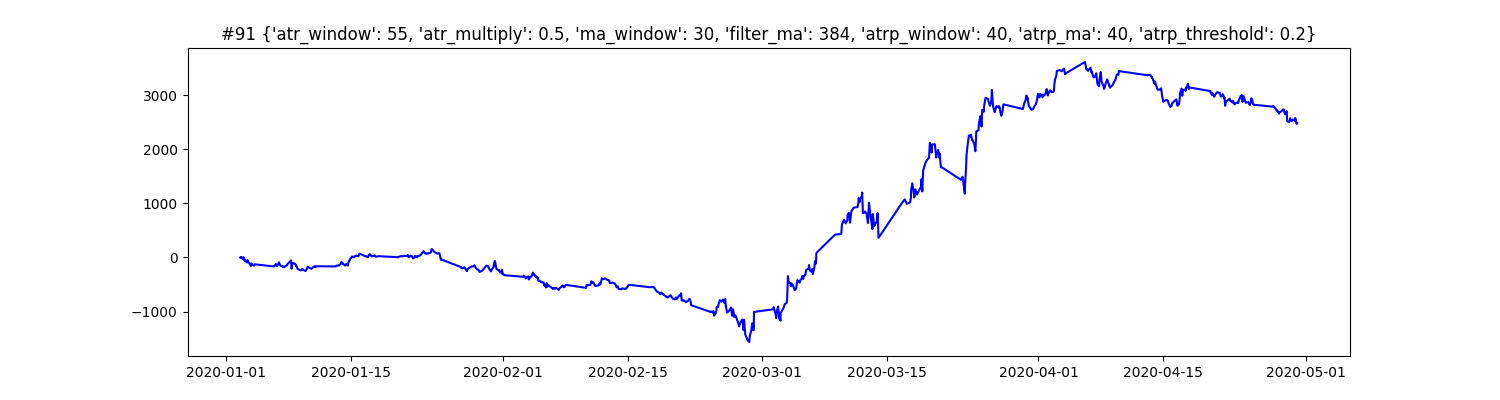 #91 {'atr_window': 55, 'atr_multiply': 0.5, 'ma_window': 30, 'filter_ma': 384, 'atrp_window': 40, 'atrp_ma': 40, 'atrp_threshold': 0.2}
3000
2000
1000
0
−1000
2020-01-01 2020-01-15 2020-02-01 2020-02-15 2020-03-01 2020-03-15 2020-04-01 2020-04-15 2020-05-01